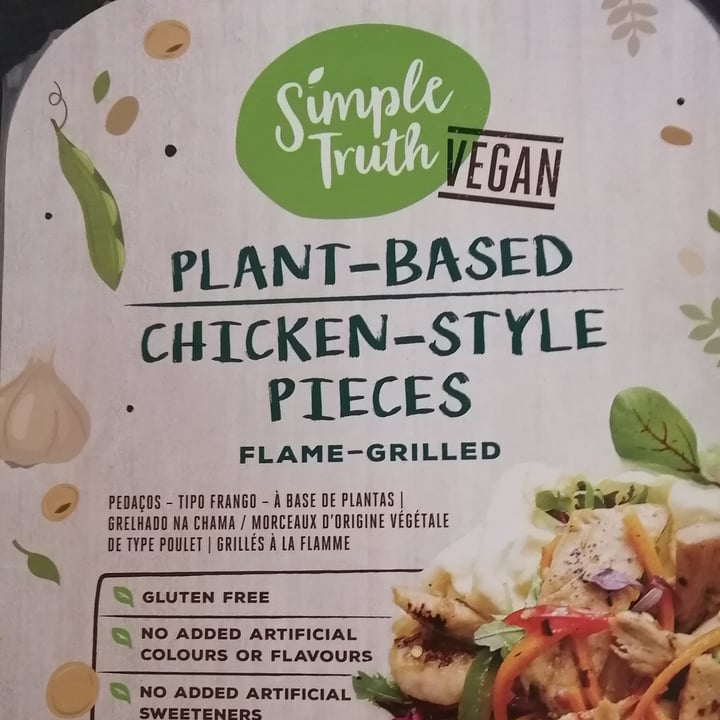 Simple
Truth
VEGAN
PLANT-BASED
CHICKEN-STYLE
PIECES
FLAME-GRILLED
PEDAÇOS - TIPO FRANGO - À BASE DE PLANTAS |
GRELHADO NA CHAMA / MORCEAUX D'ORIGINE VÉGÉTALE
DE TYPE POULET | GRILLÉS À LA FLAMME
GLUTEN FREE
NO ADDED ARTIFICIAL
COLOURS OR FLAVOURS
NO ADDED ARTIFICIAL
SWEETENERS